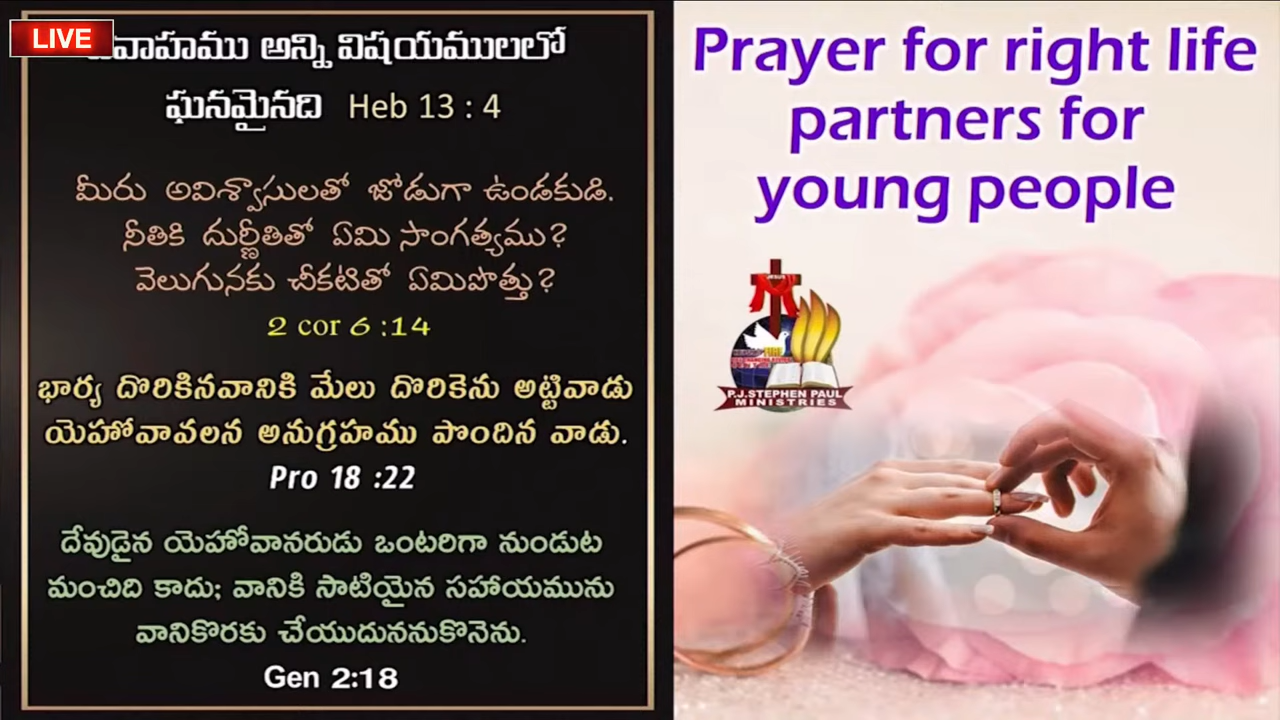 LIVE
అన్ని విషయములలో
ఘనమైనది Heb 13 : 4
మీరు అవిశ్వాసులతో జోడుగా ఉండకుడి.
నీతికి దుర్ణీతితో ఏమి సాంగత్యము?
వెలుగునకు చీకటితో ఏమిపొత్తు?
2 cor 6 :14
భార్య దొరికినవానికి మేలు దొరికెను అట్టివాడు
యెహోవావలన అనుగ్రహము పొందిన వాడు.
Pro 18 :22
దేవుడైన యెహోవానరుడు ఒంటరిగా నుండుట
మంచిది కాదు; వానికి సాటియైన సహాయమును
వానికొరకు చేయుదుననుకొనెను.
Gen 2:18
Prayer for right life
partners for
young people
JESUS
P.J.STEPHEN PAUL
MINISTRIES